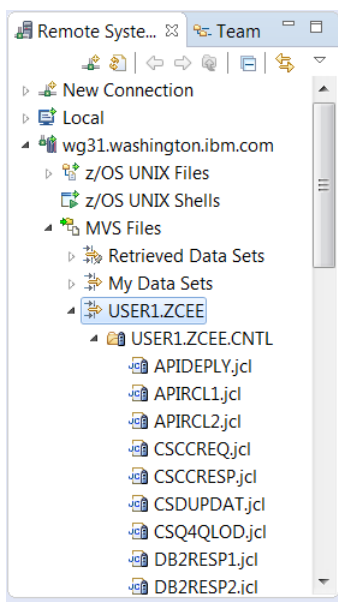 Remote Syste... Team
New Connection
Local
wg31.washington.ibm.com
z/OS UNIX Files
z/OS UNIX Shells
MVS Files
Retrieved Data Sets
My Data Sets
USER1.ZCEE
USER1.ZCEE.CNTL
APIDEPLY.jcl
APIRCL1.jcl
APIRCL2.jcl
CSCCREQ.jcl
CSCCRESP.jcl
CSDUPDAT.jcl
CSQ4QLOD.jcl
DB2RESP1.jcl
DB2RESP2.jcl